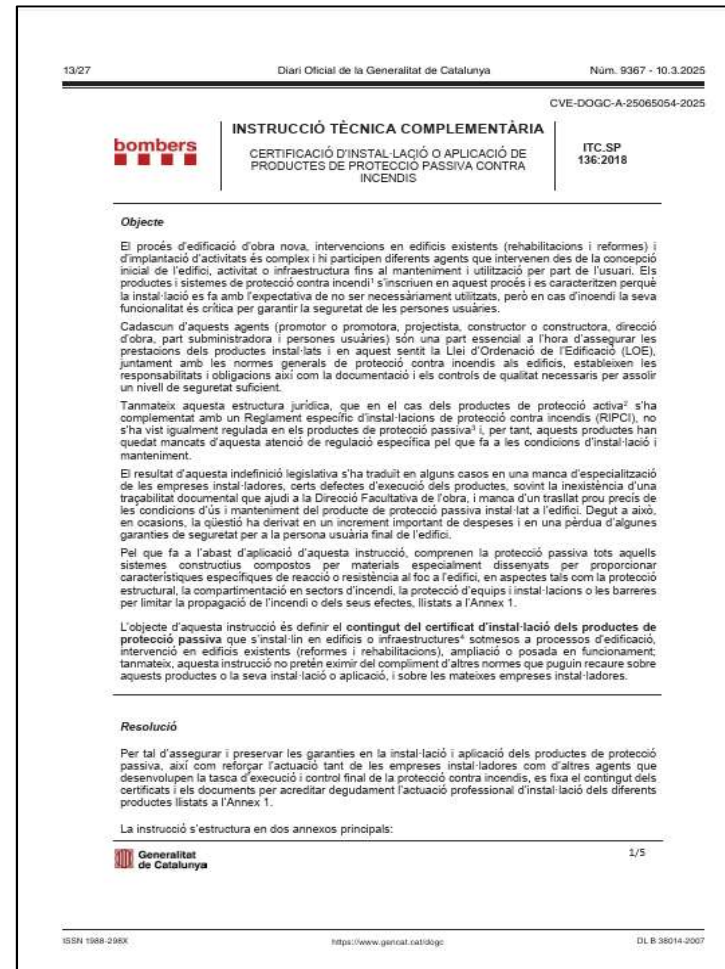 13/27 Diari Oficial de la Generalitat de Catalunya Núm. 9367 - 10.3.2025
CVE-DOGC-A-25065054-2025
bombers
INSTRUCCIÓ TÈCNICA COMPLEMENTÀRIA
CERTIFICACIÓ D'INSTAL·LACIÓ O APLICACIÓ DE
PRODUCTES DE PROTECCIÓ PASSIVA CONTRA
INCENDIS
ITC.SP
136:2018
Objecte
El procés d'edificació d'obra nova, intervencions en edificis existents (rehabilitacions i reformes) i
d'implantació d'activitats és complex i hi participen diferents agents que intervenen des de la concepció
inicial de l'edifici, activitat o infraestructura fins al manteniment i utilització per part de l'usuari. Els
productes i sistemes de protecció contra incendi¹ s'inscriuen en aquest procés i es caracteritzen perquè
la instal·lació es fa amb l'expectativa de no ser necessàriament utilitzats, però en cas d'incendi la seva
funcionalitat és crítica per garantir la seguretat de les persones usuàries.
Cadascun d'aquests agents (promotor o promotora, projectista, constructor o constructora, direcció
d'obra, part subministradora i persones usuàries) són una part essencial a l'hora d'assegurar les
prestacions dels productes instal·lats i en aquest sentit la Llei d'Ordenació de l'Edificació (LOE),
juntament amb les normes generals de protecció contra incendis als edificis, estableixen les
responsabilitats i obligacions així com la documentació i els controls de qualitat necessaris per assolir
un nivell de seguretat suficient.
Tanmateix aquesta estructura jurídica, que en el cas dels productes de protecció activa² s'ha
complementat amb un Reglament específic d'instal·lacions de protecció contra incendis (RIPCI), no
s'ha vist igualment regulada en els productes de protecció passiva³ i, per tant, aquests productes han
quedat mancats d'aquesta atenció de regulació específica pel que fa a les condicions d'instal·lació i
manteniment.
El resultat d'aquesta indefinició legislativa s'ha traduït en alguns casos en una manca d'especialització
de les empreses instal·ladores, certs defectes d'execució dels productes, sovint la inexistència d'una
traçabilitat documental que ajudi a la Direcció Facultativa de l'obra, i manca d'un trasllat prou precís de
les condicions d'ús i manteniment del producte de protecció passiva instal·lat a l'edifici. Degut a això,
en ocasions, la qüestió ha derivat en un increment important de despeses i en una pèrdua d'algunes
garanties de seguretat per a la persona usuària final de l'edifici.
Pel que fa a l'abast d'aplicació d'aquesta instrucció, comprenen la protecció passiva tots aquells
sistemes constructius compostos per materials especialment dissenyats per proporcionar
característiques específiques de reacció o resistència al foc a l'edifici, en aspectes tals com la protecció
estructural, la compartimentació en sectors d'incendi, la protecció d'equips i instal·lacions o les barreres
per limitar la propagació de l'incendi o dels seus efectes, llistats a l'Annex 1.
L'objecte d'aquesta instrucció és definir el contingut del certificat d'instal·lació dels productes de
protecció passiva que s'instal·lin en edificis o infraestructures⁴ sotmesos a processos d'edificació,
intervenció en edificis existents (reformes i rehabilitacions), ampliació o posada en funcionament;
tanmateix, aquesta instrucció no pretén eximir del compliment d'altres normes que puguin recaure sobre
aquests productes o la seva instal·lació o aplicació, i sobre les mateixes empreses instal·ladores.
Resolució
Per tal d'assegurar i preservar les garanties en la instal·lació i aplicació dels productes de protecció
passiva, així com reforçar l'actuació tant de les empreses instal·ladores com d'altres agents que
desenvolupen la tasca d'execució i control final de la protecció contra incendis, es fixa el contingut dels
certificats i els documents per acreditar degudament l'actuació professional d'instal·lació dels diferents
productes llistats a l'Annex 1.
La instrucció s'estructura en dos annexos principals:
Generalitat
de Catalunya
1/5
ISSN 1988-298X https://www.gencat.cat/dogc DL B 38014-2007